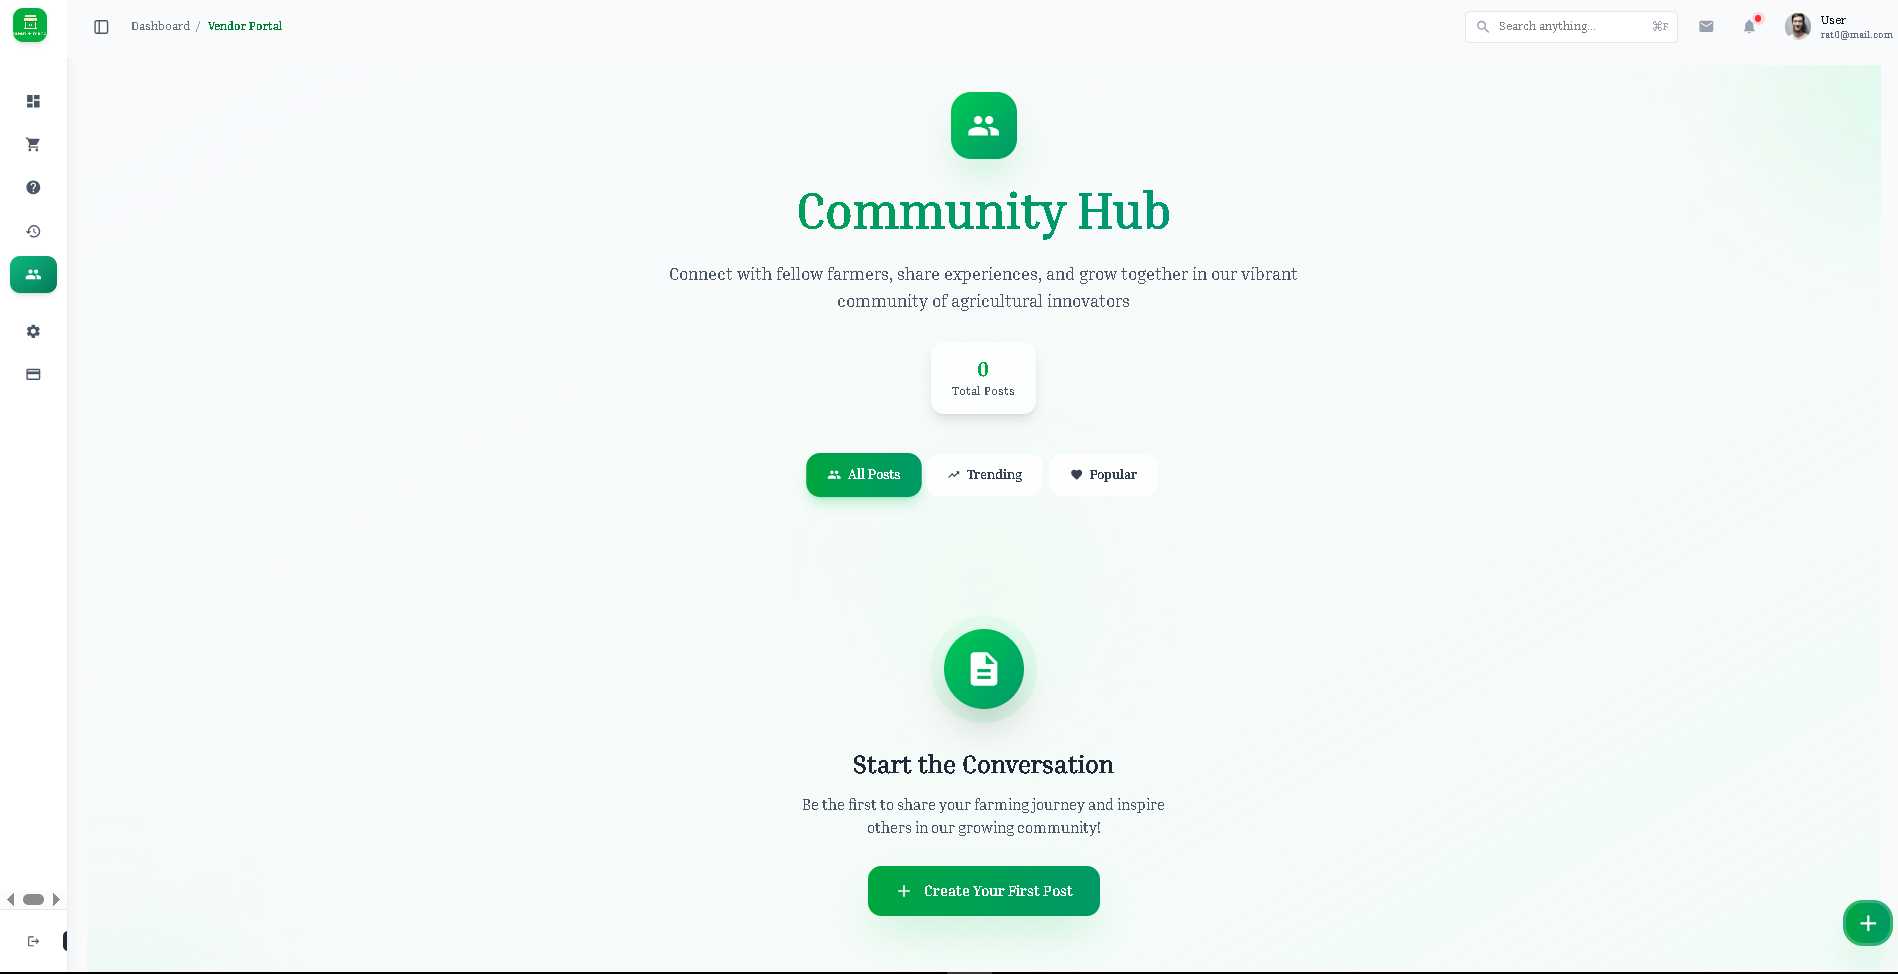 Dashboard / Vendor Portal
Search anything... ⌘F
User
rat0@mail.com
Community Hub
Connect with fellow farmers, share experiences, and grow together in our vibrant
community of agricultural innovators
0
Total Posts
All Posts
Trending
Popular
Start the Conversation
Be the first to share your farming journey and inspire
others in our growing community!
Create Your First Post